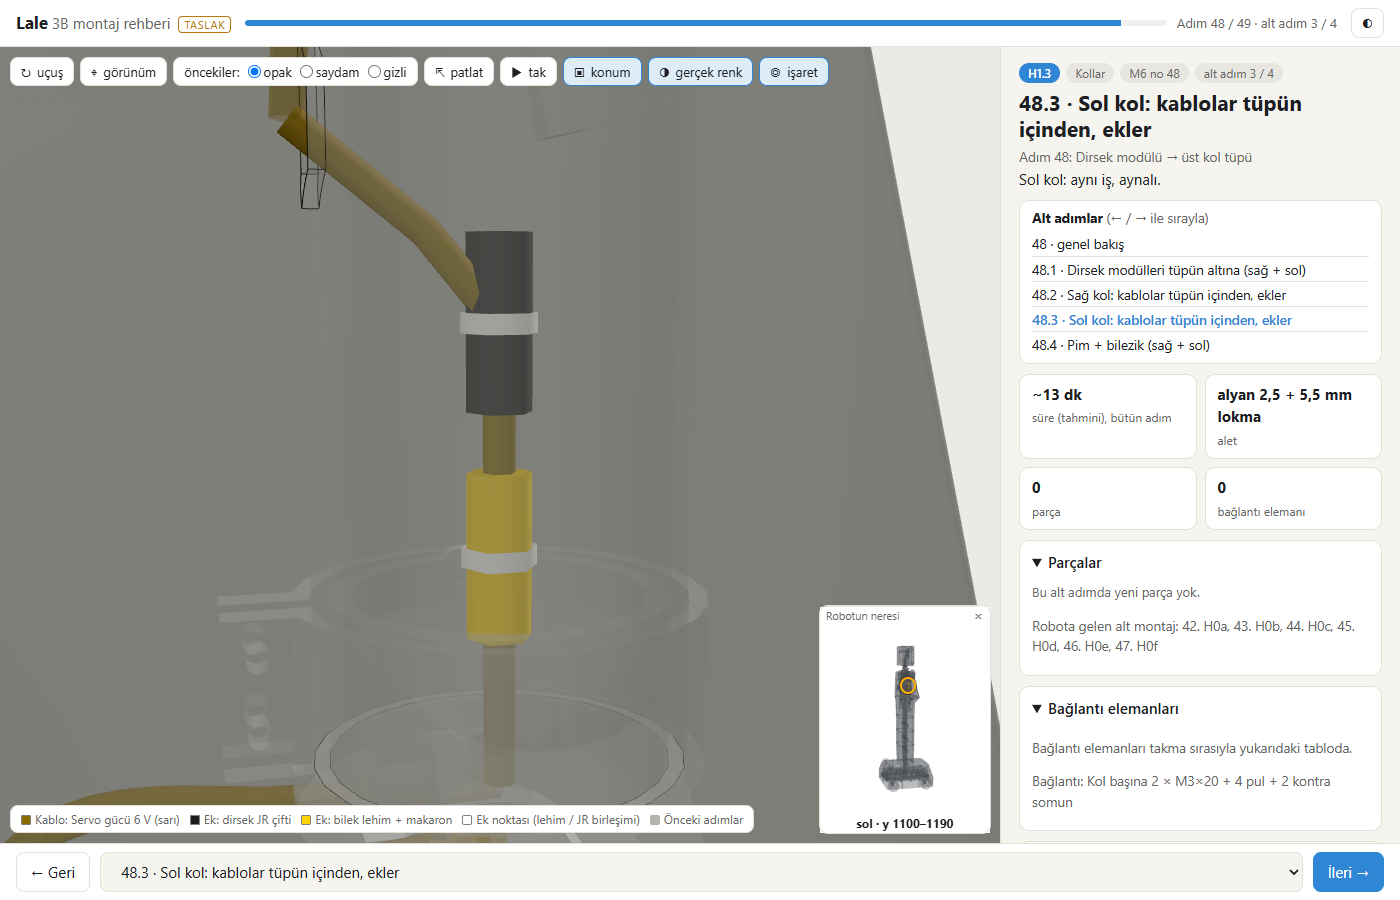 Lale 3B montaj rehberi TASLAK
Adım 48 / 49 · alt adım 3 / 4
↻ uçuş
⌖ görünüm
öncekiler: opak saydam gizli
⇱ patlat
▶ tak
▣ konum
◑ gerçek renk
◎ işaret
Robotun neresi ×
sol · y 1100–1190
Kablo: Servo gücü 6 V (sarı)
Ek: dirsek JR çifti
Ek: bilek lehim + makaron
Ek noktası (lehim / JR birleşimi)
Önceki adımlar
H1.3
Kollar
M6 no 48
alt adım 3 / 4
48.3 · Sol kol: kablolar tüpün
içinden, ekler
Adım 48: Dirsek modülü → üst kol tüpü
Sol kol: aynı iş, aynalı.
Alt adımlar (← / → ile sırayla)
48 · genel bakış
48.1 · Dirsek modülleri tüpün altına (sağ + sol)
48.2 · Sağ kol: kablolar tüpün içinden, ekler
48.3 · Sol kol: kablolar tüpün içinden, ekler
48.4 · Pim + bilezik (sağ + sol)
~13 dk
süre (tahmini), bütün adım
alyan 2,5 + 5,5 mm
lokma
alet
0
parça
0
bağlantı elemanı
▼ Parçalar
Bu alt adımda yeni parça yok.
Robota gelen alt montaj: 42. H0a, 43. H0b, 44. H0c, 45.
H0d, 46. H0e, 47. H0f
▼ Bağlantı elemanları
Bağlantı elemanları takma sırasıyla yukarıdaki tabloda.
Bağlantı: Kol başına 2 × M3×20 + 4 pul + 2 kontra
somun
← Geri
48.3 · Sol kol: kablolar tüpün içinden, ekler
İleri →